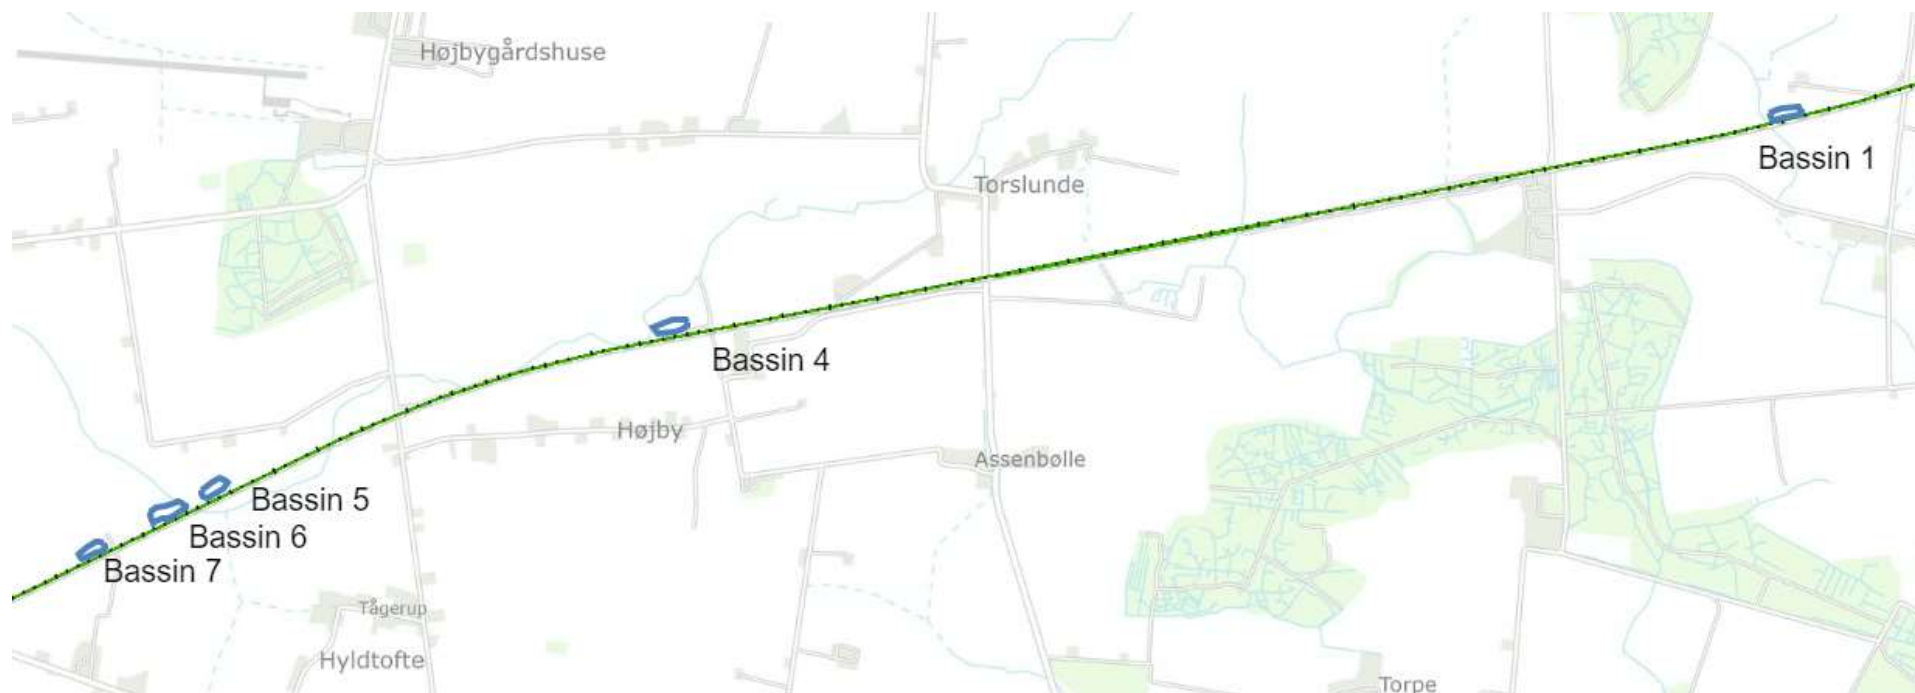 Højbygårdshuse
Bassin 1
Torslunde
Bassin 4
Højby
Assenbølle
Bassin 5
Bassin 6
Bassin 7
Tågerup
Hyldtofte
Torpe